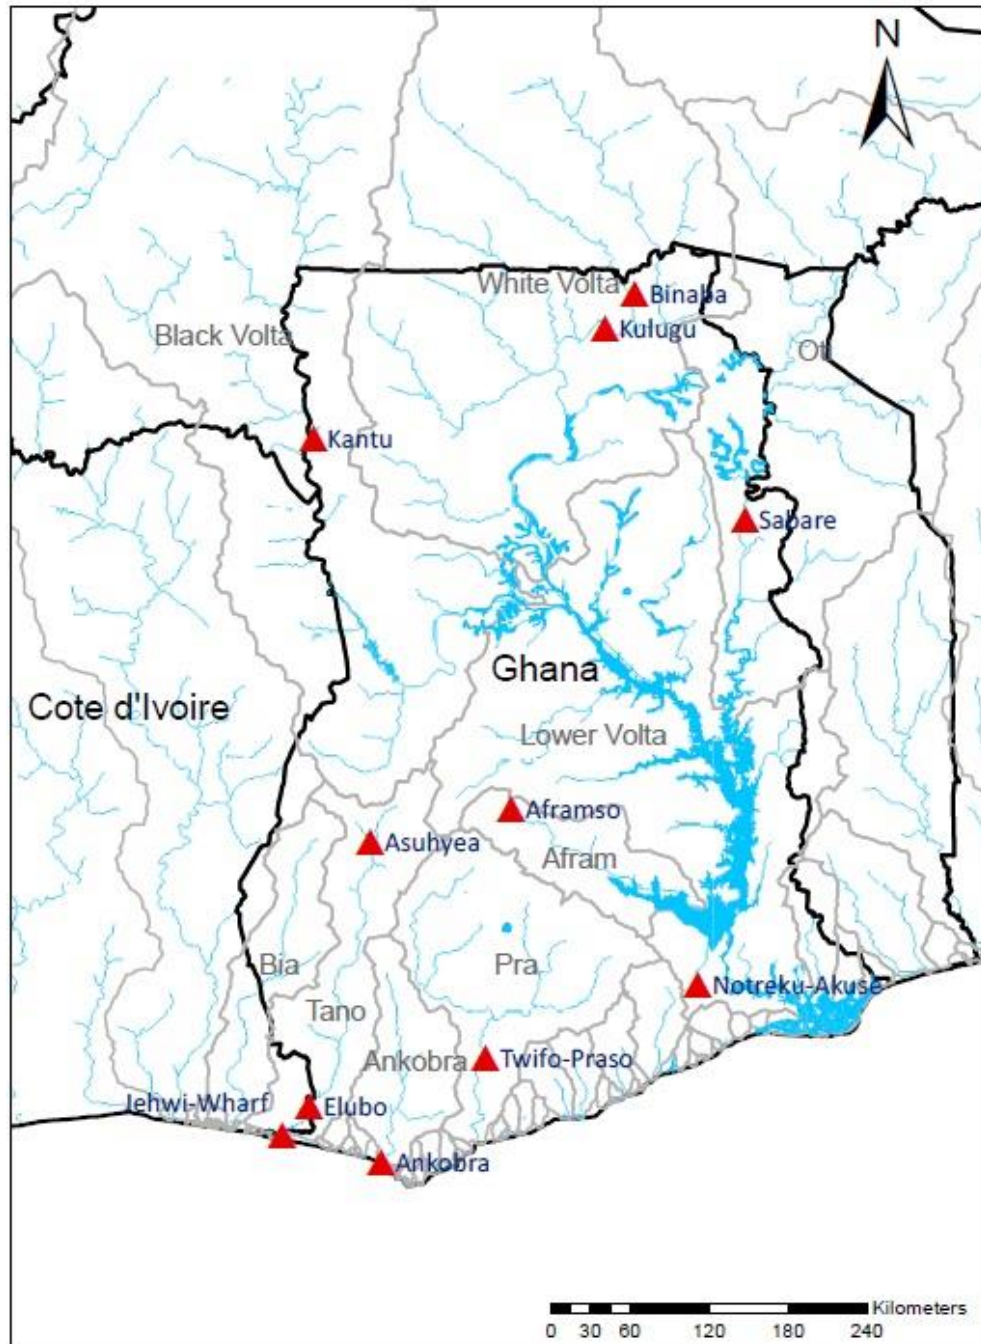 N
White Volta
Binaba
Kulugu
Black Volta
Oti
Kantu
Sabare
Ghana
Cote d'Ivoire
Lower Volta
Aframso
Asuhyea
Afram
Bia
Pra
Notreku-Akuse
Tano
Ankobra
Twifo-Praso
Jehwi-Wharf
Elubo
Ankobra
Kilometers
0 30 60 120 180 240